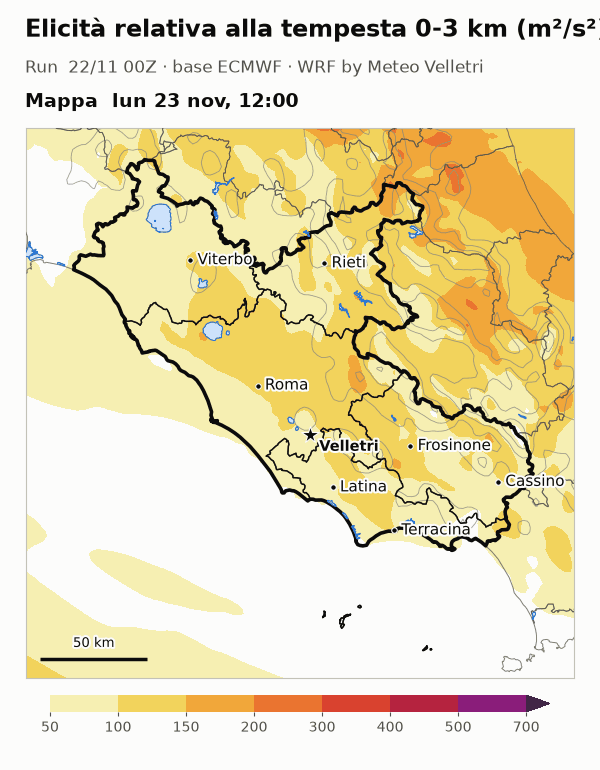 Elicità relativa alla tempesta 0-3 km (m²/s²)
Run 22/11 00Z · base ECMWF · WRF by Meteo Velletri
Mappa lun 23 nov, 12:00
Viterbo
Rieti
Roma
Velletri
Frosinone
Cassino
Latina
Terracina
50 km
50 100 150 200 300 400 500 700